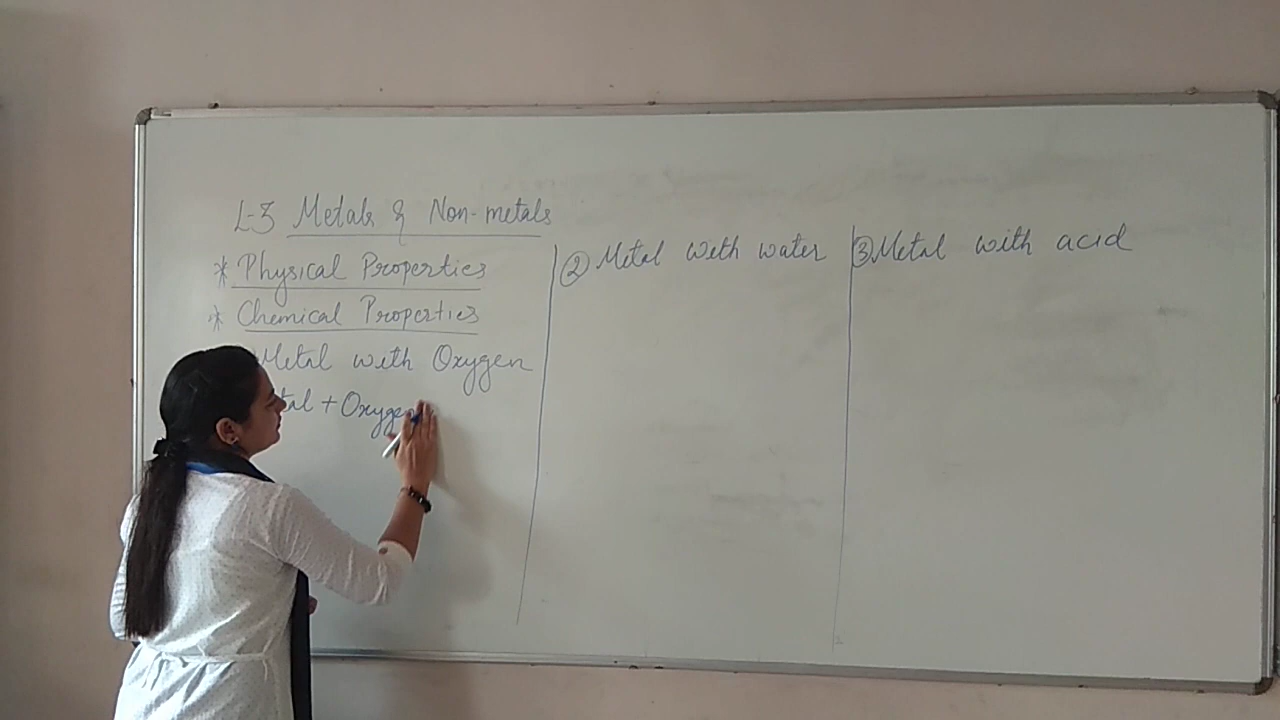 L-3 Metals & Non-metals
* Physical Properties
* Chemical Properties
Metal with Oxygen
+ Oxygen
② Metal with water
③ Metal with acid